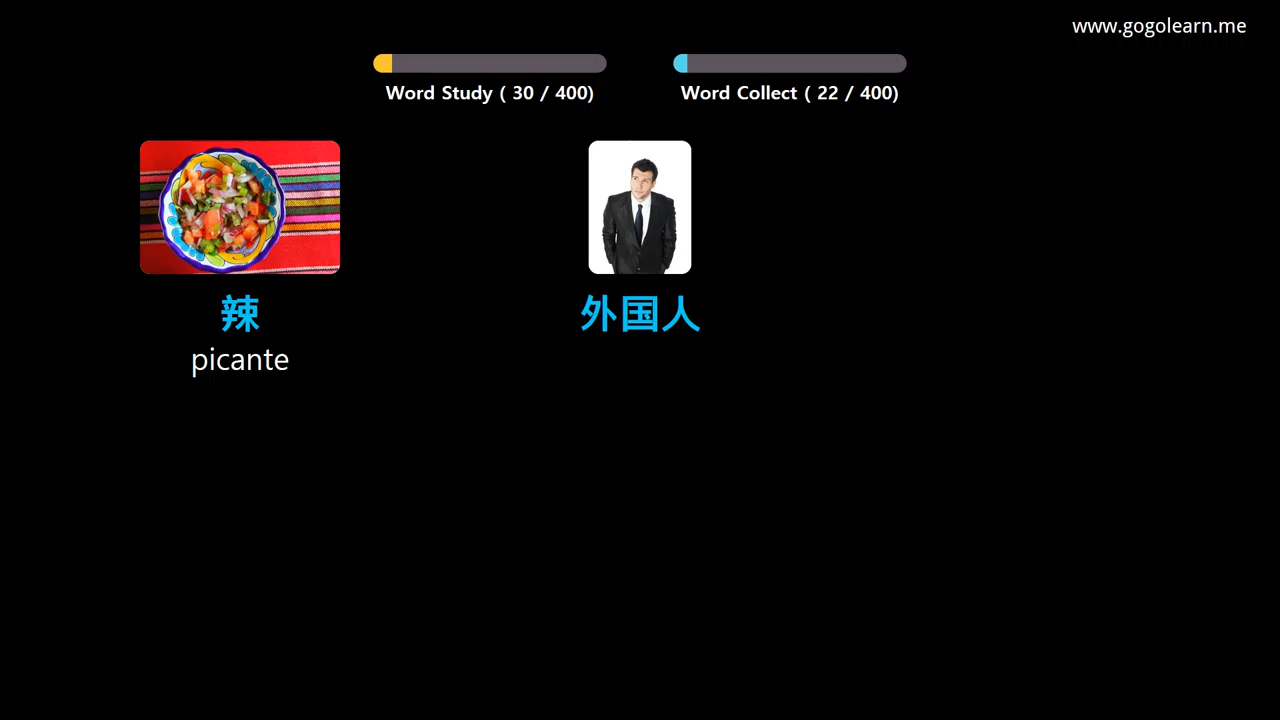 www.gogolearn.me
Word Study ( 30 / 400)
Word Collect ( 22 / 400)
辣
picante
外国人